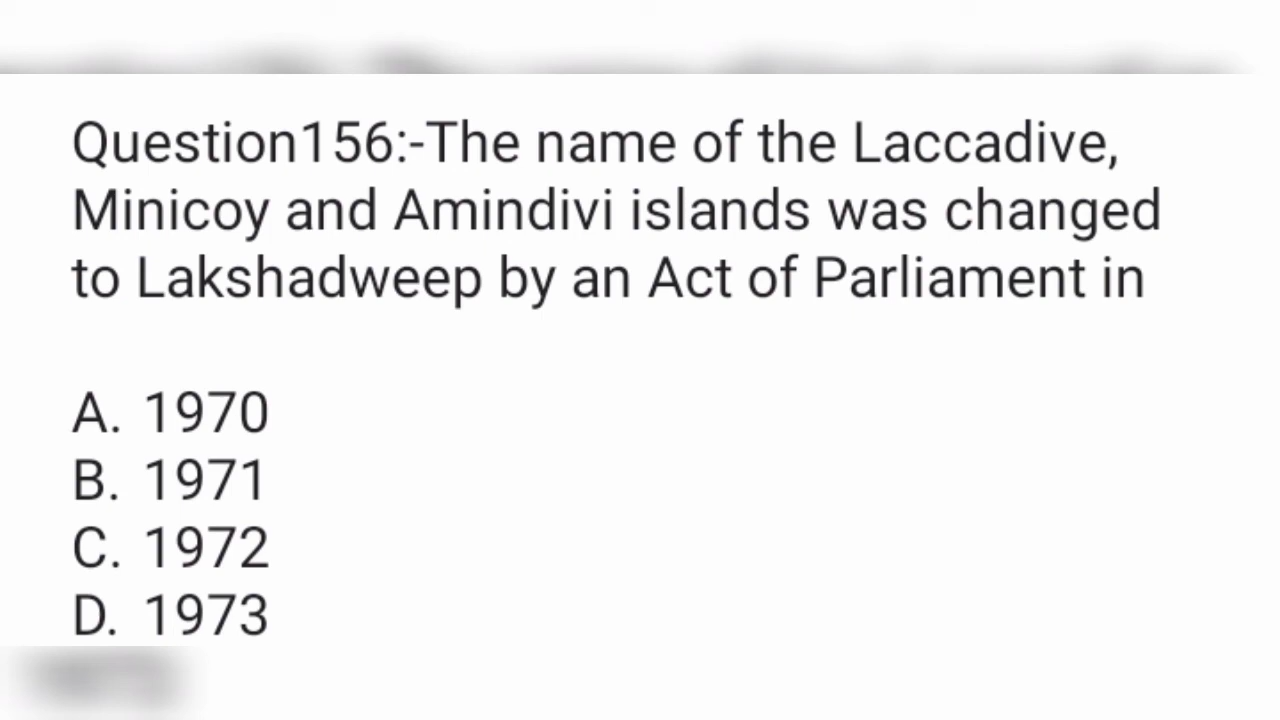 Question156:-The name of the Laccadive,
Minicoy and Amindivi islands was changed
to Lakshadweep by an Act of Parliament in
A. 1970
B. 1971
C. 1972
D. 1973